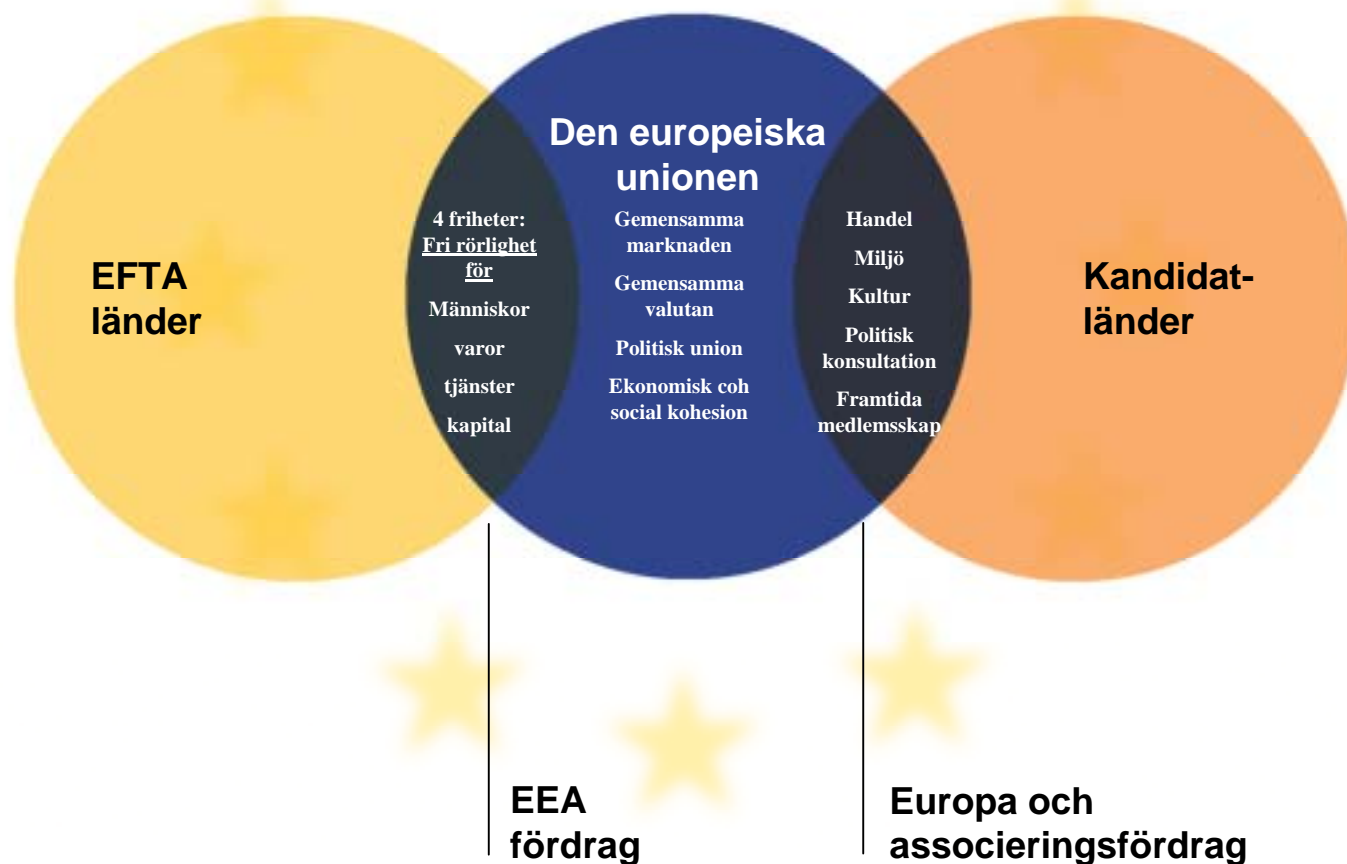 EFTA
länder
4 friheter:
Fri rörlighet
för
Människor
varor
tjänster
kapital
Den europeiska
unionen
Gemensamma
marknaden
Gemensamma
valutan
Politisk union
Ekonomisk coh
social kohesion
Handel
Miljö
Kultur
Politisk
konsultation
Framtida
medlemsskap
Kandidat-
länder
EEA
fördrag
Europa och
associeringsfördrag